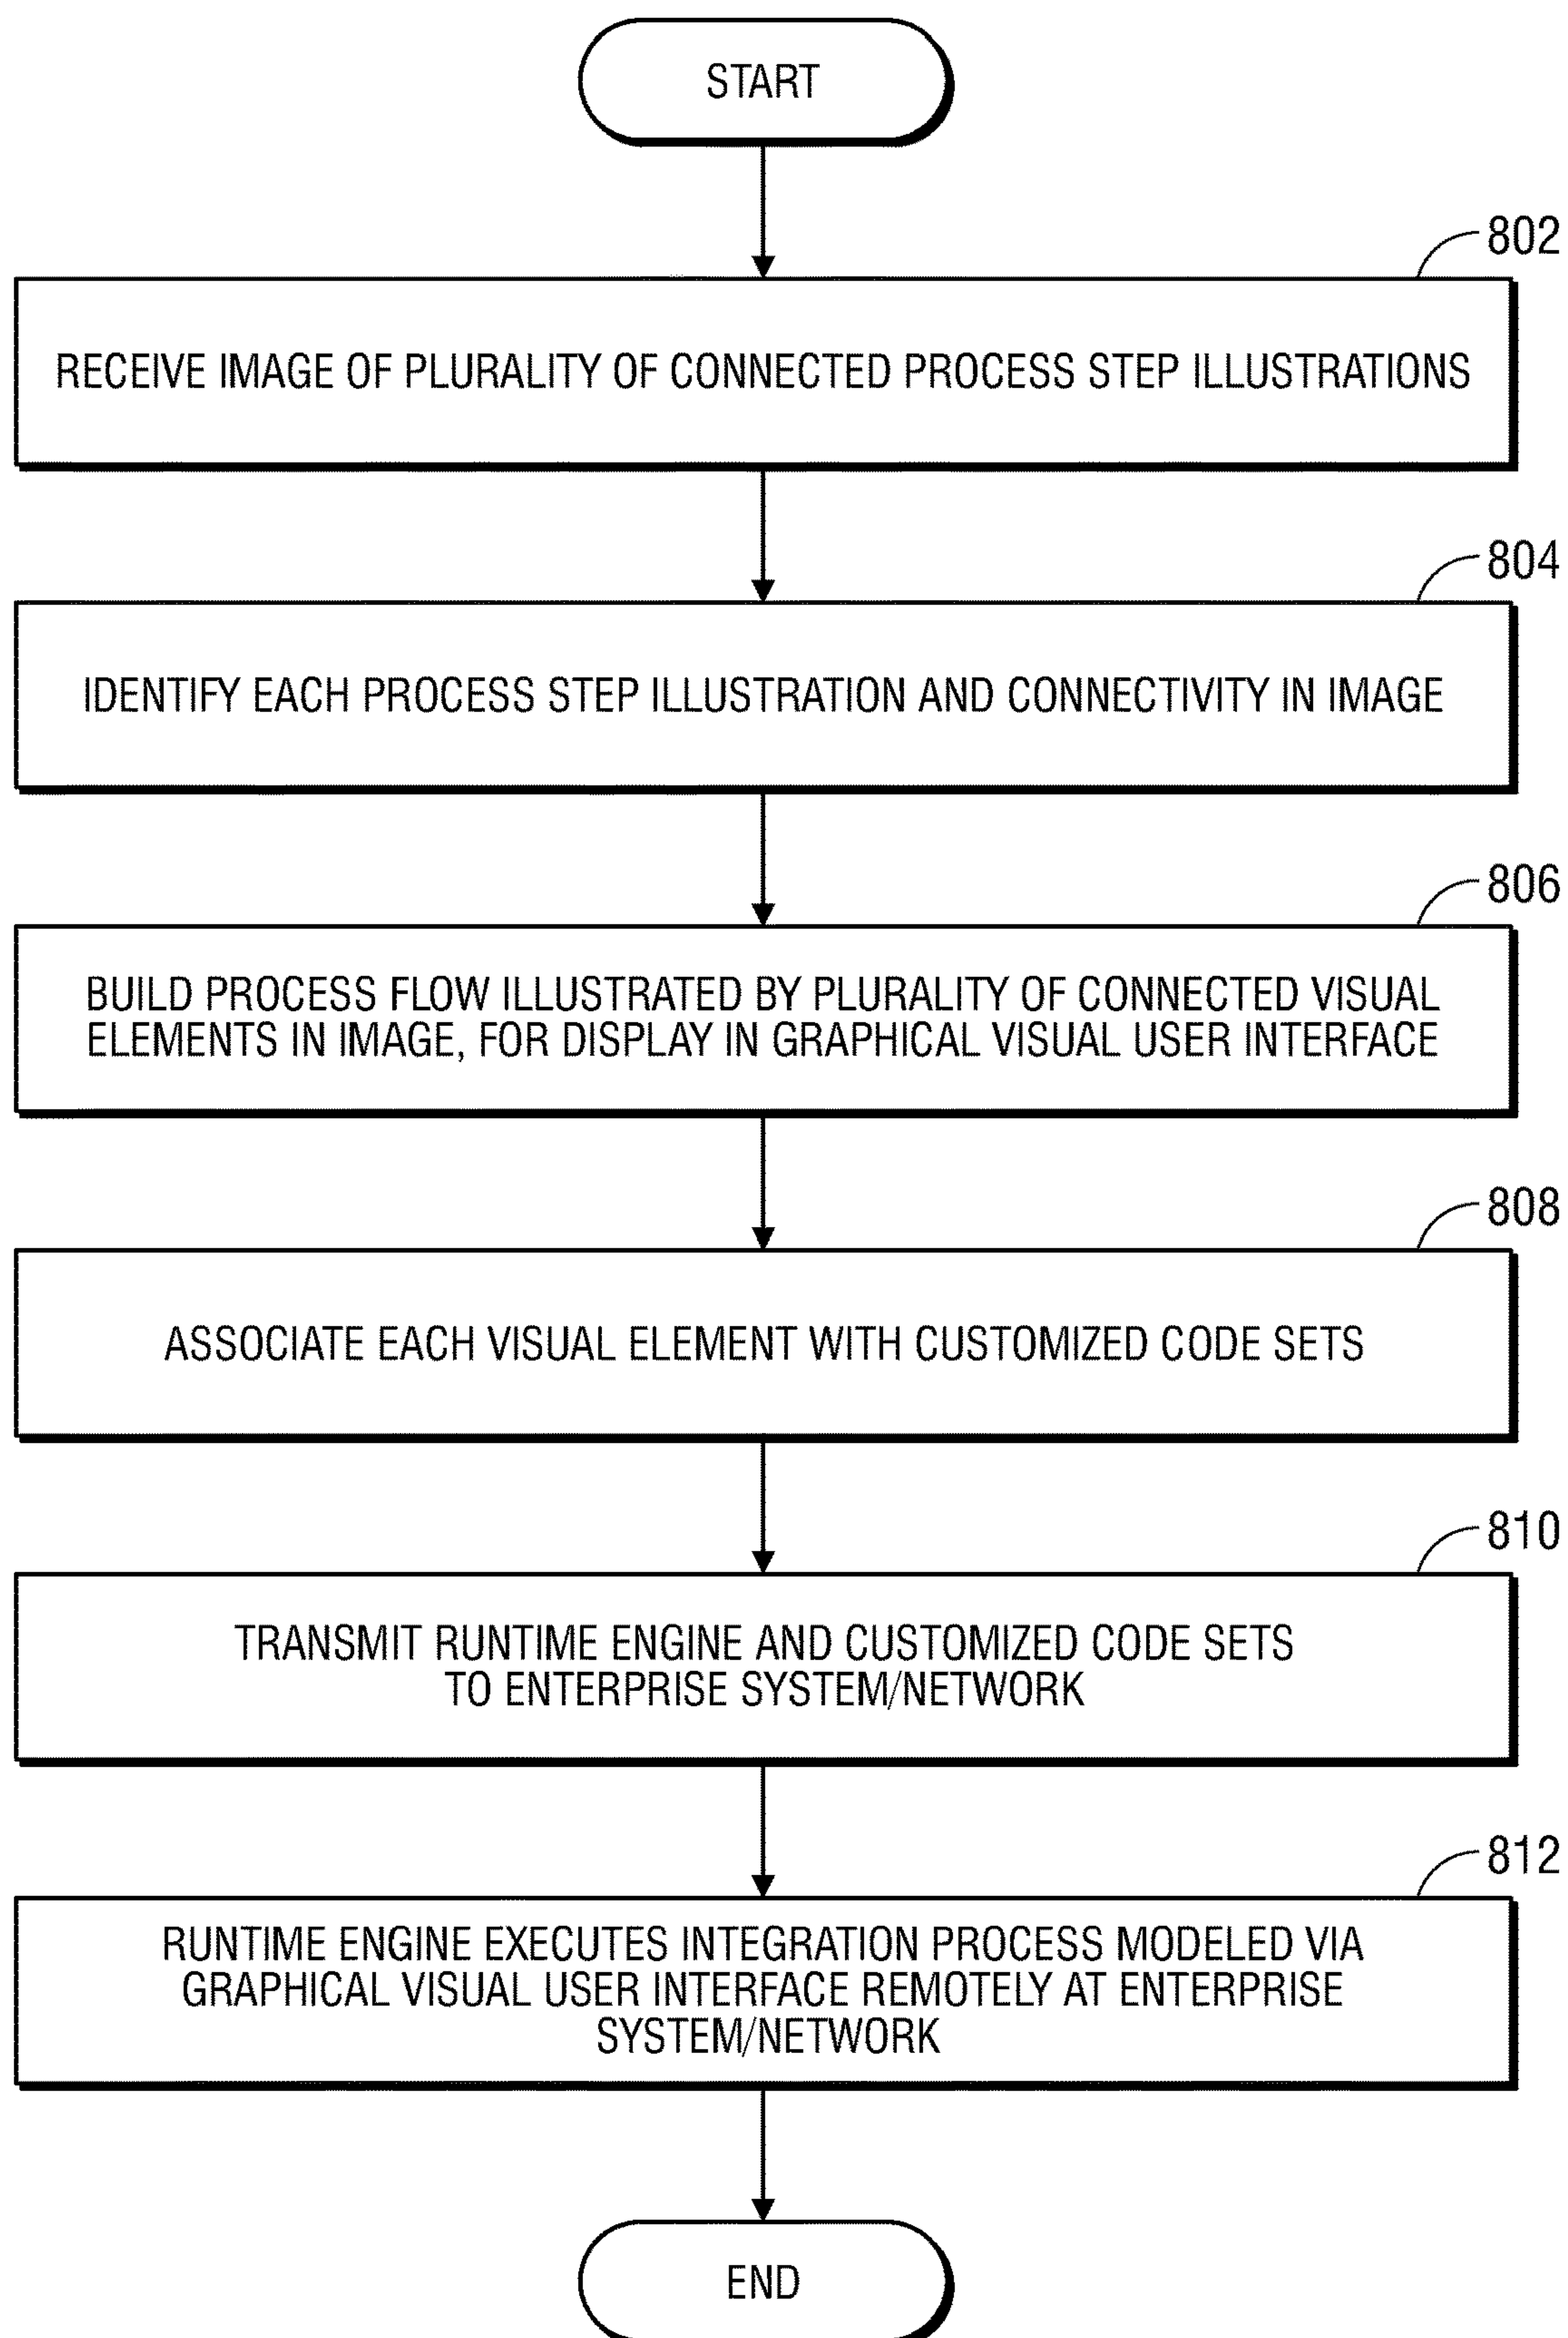 START
802
RECEIVE IMAGE OF PLURALITY OF CONNECTED PROCESS STEP ILLUSTRATIONS
804
IDENTIFY EACH PROCESS STEP ILLUSTRATION AND CONNECTIVITY IN IMAGE
806
BUILD PROCESS FLOW ILLUSTRATED BY PLURALITY OF CONNECTED VISUAL
ELEMENTS IN IMAGE, FOR DISPLAY IN GRAPHICAL VISUAL USER INTERFACE
808
ASSOCIATE EACH VISUAL ELEMENT WITH CUSTOMIZED CODE SETS
810
TRANSMIT RUNTIME ENGINE AND CUSTOMIZED CODE SETS
TO ENTERPRISE SYSTEM/NETWORK
812
RUNTIME ENGINE EXECUTES INTEGRATION PROCESS MODELED VIA
GRAPHICAL VISUAL USER INTERFACE REMOTELY AT ENTERPRISE
SYSTEM/NETWORK
END